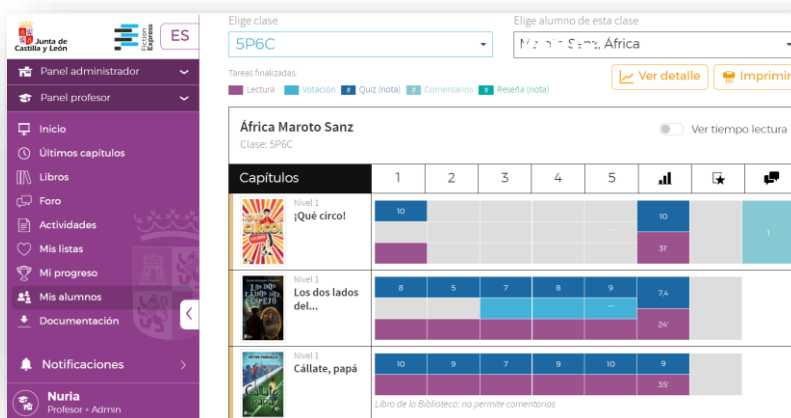 Junta de
Castilla y León
Fiction
Express
ES
Panel administrador
Panel profesor
Inicio
Últimos capítulos
Libros
Foro
Actividades
Mis listas
Mi progreso
Mis alumnos
Documentación
Notificaciones
Nuria
Profesor + Admin
Elige clase
5P6C
Elige alumno de esta clase
África
Tareas finalizadas:
Lectura Votación # Quiz (nota) # Comentarios # Reseña (nota)
Ver detalle
Imprimir
África Maroto Sanz
Clase: 5P6C
Ver tiempo lectura
Capítulos 1 2 3 4 5
Nivel 1
¡Qué circo!
10 10
-- 1
31'
Nivel 1
Los dos lados
del...
8 5 7 8 9 7,4
--
24'
Nivel 1
Cállate, papá
10 9 7 9 10 9
35'
Libro de la Biblioteca: no permite comentarios